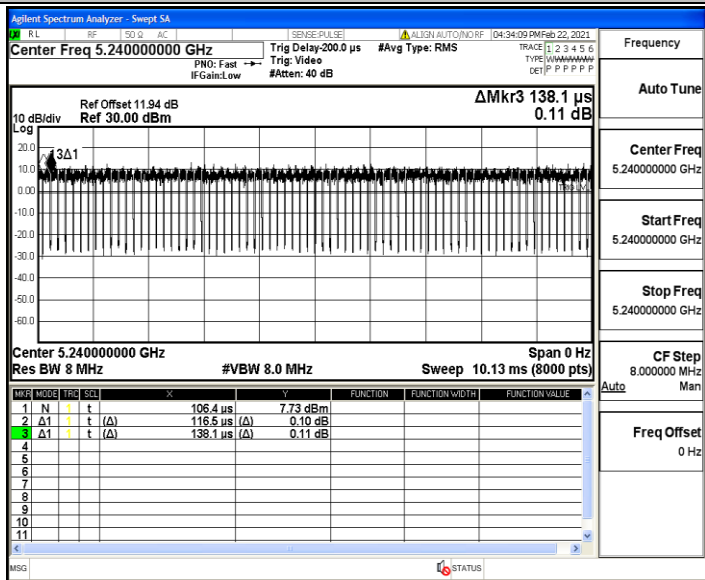 Agilent Spectrum Analyzer - Swept SA
LXI RL RF 50 Ω AC SENSE:PULSE ALIGN AUTO/NO RF 04:34:09 PM Feb 22, 2021
Center Freq 5.240000000 GHz
PNO: Fast
IFGain:Low
Trig Delay-200.0 µs
Trig: Video
#Atten: 40 dB
#Avg Type: RMS
TRACE 1 2 3 4 5 6
TYPE WWWWWW
DET P P P P P P
Frequency
Auto Tune
Center Freq
5.240000000 GHz
Start Freq
5.240000000 GHz
Stop Freq
5.240000000 GHz
CF Step
8.000000 MHz
Auto Man
Freq Offset
0 Hz
ΔMkr3 138.1 µs
0.11 dB
Ref Offset 11.94 dB
10 dB/div Ref 30.00 dBm
Log
20.0
10.0
0.00
-10.0
-20.0
-30.0
-40.0
-50.0
-60.0
3Δ1
TRIG LVL
Center 5.240000000 GHz Span 0 Hz
Res BW 8 MHz #VBW 8.0 MHz Sweep 10.13 ms (8000 pts)
MKR MODE TRC SCL X Y FUNCTION FUNCTION WIDTH FUNCTION VALUE
1 N 1 t 106.4 µs 7.73 dBm
2 Δ1 1 t (Δ) 116.5 µs (Δ) 0.10 dB
3 Δ1 1 t (Δ) 138.1 µs (Δ) 0.11 dB
4
5
6
7
8
9
10
11
MSG STATUS